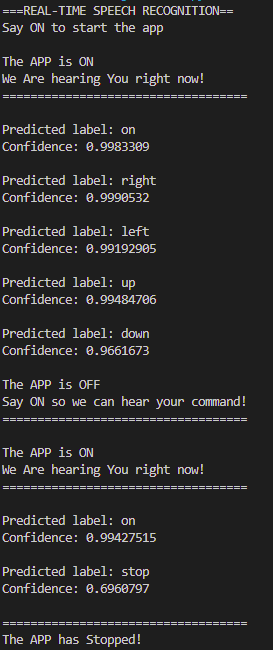 ===REAL-TIME SPEECH RECOGNITION==
Say ON to start the app
The APP is ON
We Are hearing You right now!
===================================
Predicted label: on
Confidence: 0.9983309
Predicted label: right
Confidence: 0.9990532
Predicted label: left
Confidence: 0.99192905
Predicted label: up
Confidence: 0.99484706
Predicted label: down
Confidence: 0.9661673
The APP is OFF
Say ON so we can hear your command!
===================================
The APP is ON
We Are hearing You right now!
===================================
Predicted label: on
Confidence: 0.99427515
Predicted label: stop
Confidence: 0.6960797
===================================
The APP has Stopped!